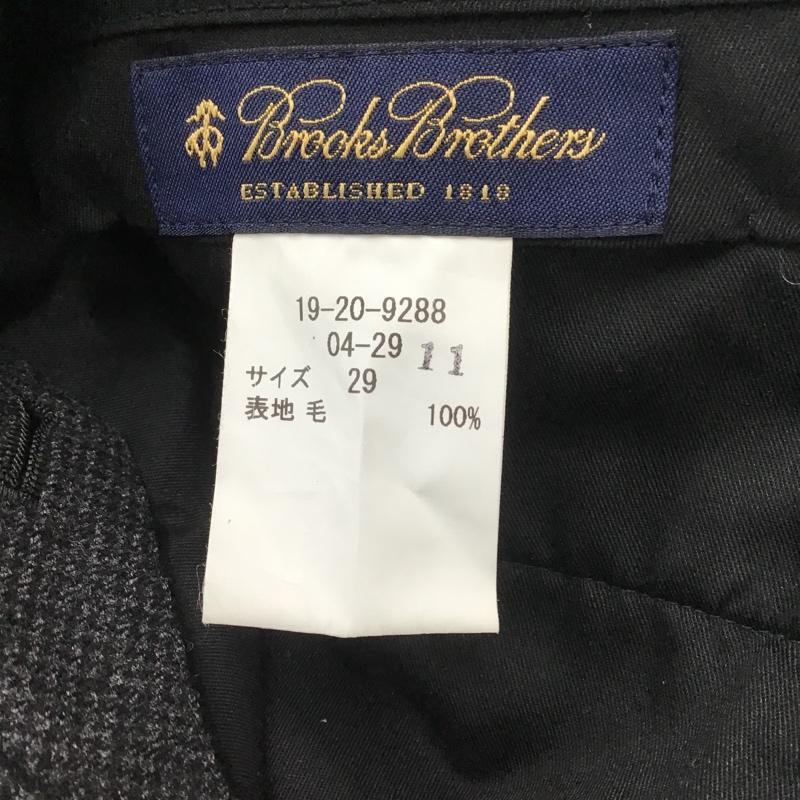 Brooks Brothers
ESTABLISHED 1818
19-20-9288
04-29 11
サイズ 29
表地 毛 100%